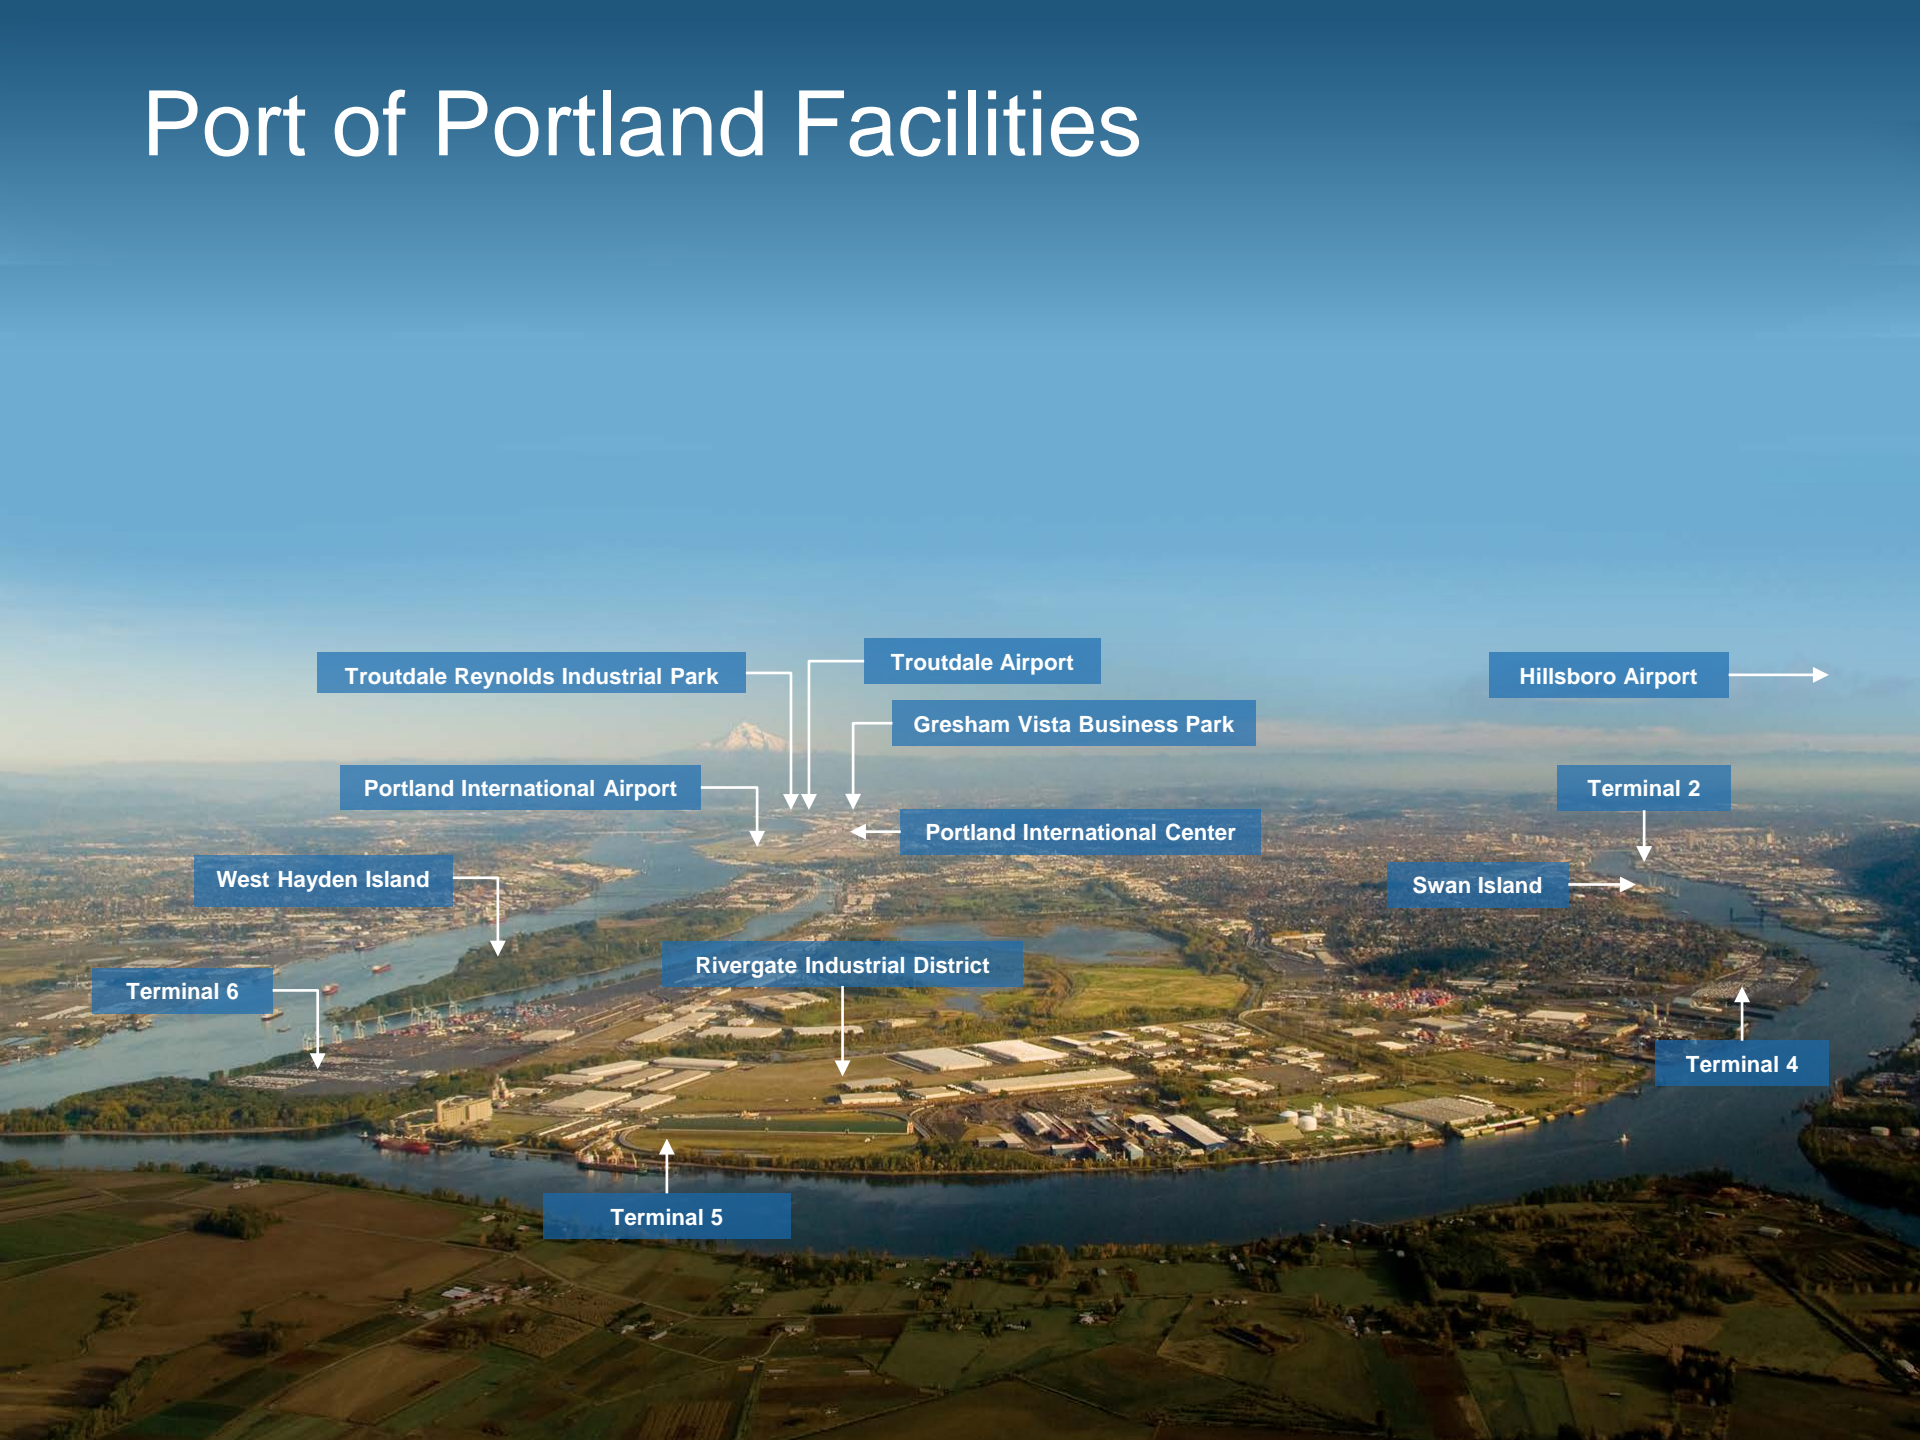 Port of Portland Facilities
Troutdale Airport
Troutdale Reynolds Industrial Park
Hillsboro Airport
Gresham Vista Business Park
Portland International Airport
Terminal 2
Portland International Center
West Hayden Island
Swan Island
Rivergate Industrial District
Terminal 6
Terminal 4
Terminal 5